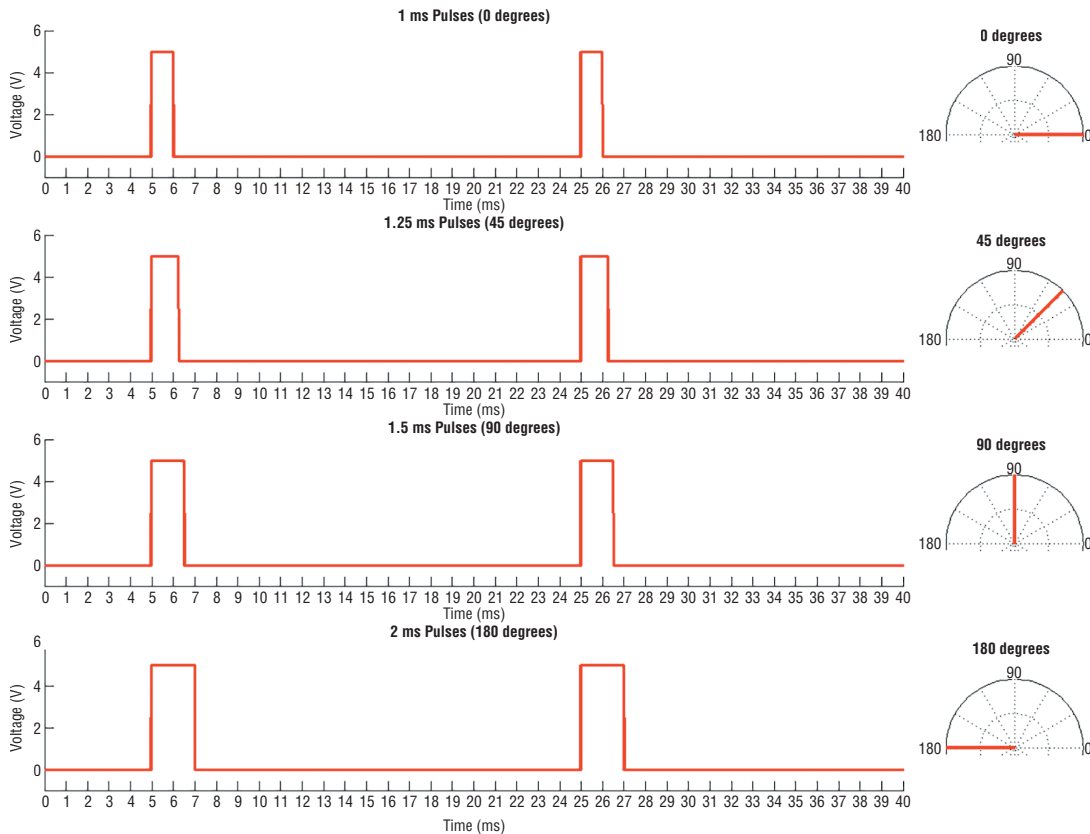 1 ms Pulses (0 degrees)
6
4
2
0
Voltage (V)
0 1 2 3 4 5 6 7 8 9 10 11 12 13 14 15 16 17 18 19 20 21 22 23 24 25 26 27 28 29 30 31 32 33 34 35 36 37 38 39 40
Time (ms)
0 degrees
90
180
0
1.25 ms Pulses (45 degrees)
6
4
2
0
Voltage (V)
0 1 2 3 4 5 6 7 8 9 10 11 12 13 14 15 16 17 18 19 20 21 22 23 24 25 26 27 28 29 30 31 32 33 34 35 36 37 38 39 40
Time (ms)
45 degrees
90
180
0
1.5 ms Pulses (90 degrees)
6
4
2
0
Voltage (V)
0 1 2 3 4 5 6 7 8 9 10 11 12 13 14 15 16 17 18 19 20 21 22 23 24 25 26 27 28 29 30 31 32 33 34 35 36 37 38 39 40
Time (ms)
90 degrees
90
180
0
2 ms Pulses (180 degrees)
6
4
2
0
Voltage (V)
0 1 2 3 4 5 6 7 8 9 10 11 12 13 14 15 16 17 18 19 20 21 22 23 24 25 26 27 28 29 30 31 32 33 34 35 36 37 38 39 40
Time (ms)
180 degrees
90
180
0